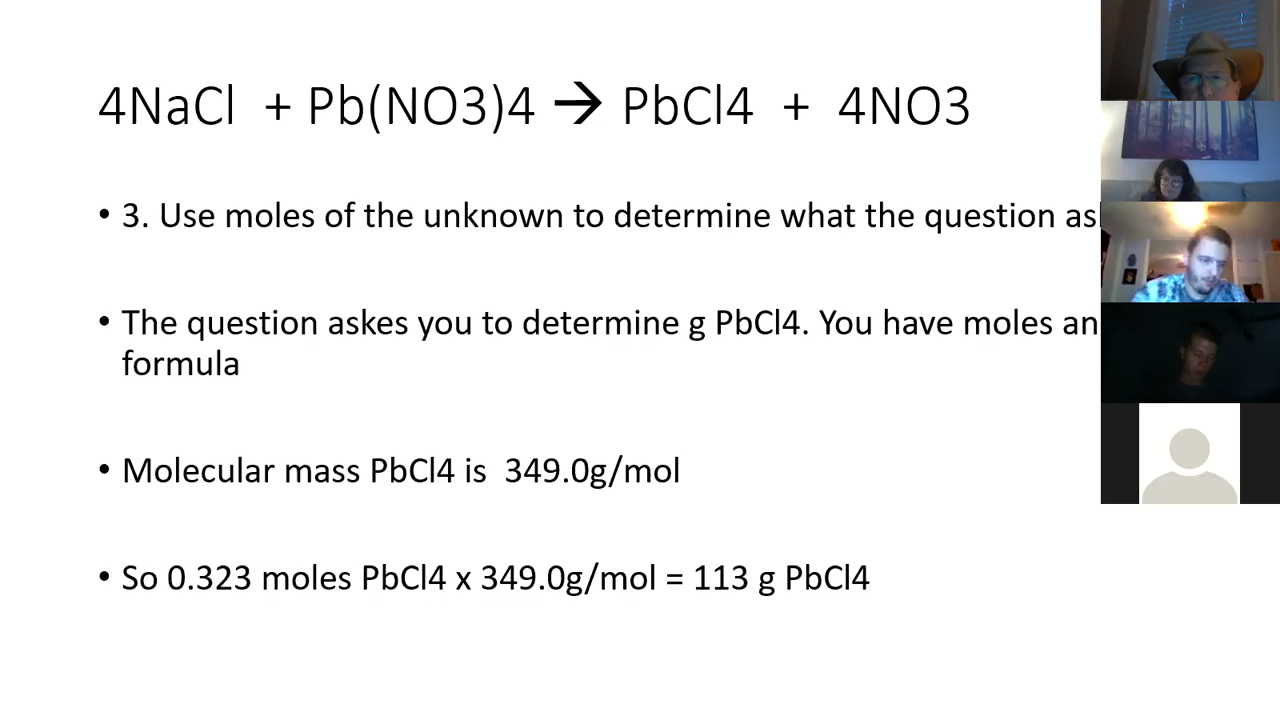 4NaCl + Pb(NO3)4 → PbCl4 + 4NO3
• 3. Use moles of the unknown to determine what the question
• The question askes you to determine g PbCl4. You have moles
formula
• Molecular mass PbCl4 is 349.0g/mol
• So 0.323 moles PbCl4 x 349.0g/mol = 113 g PbCl4